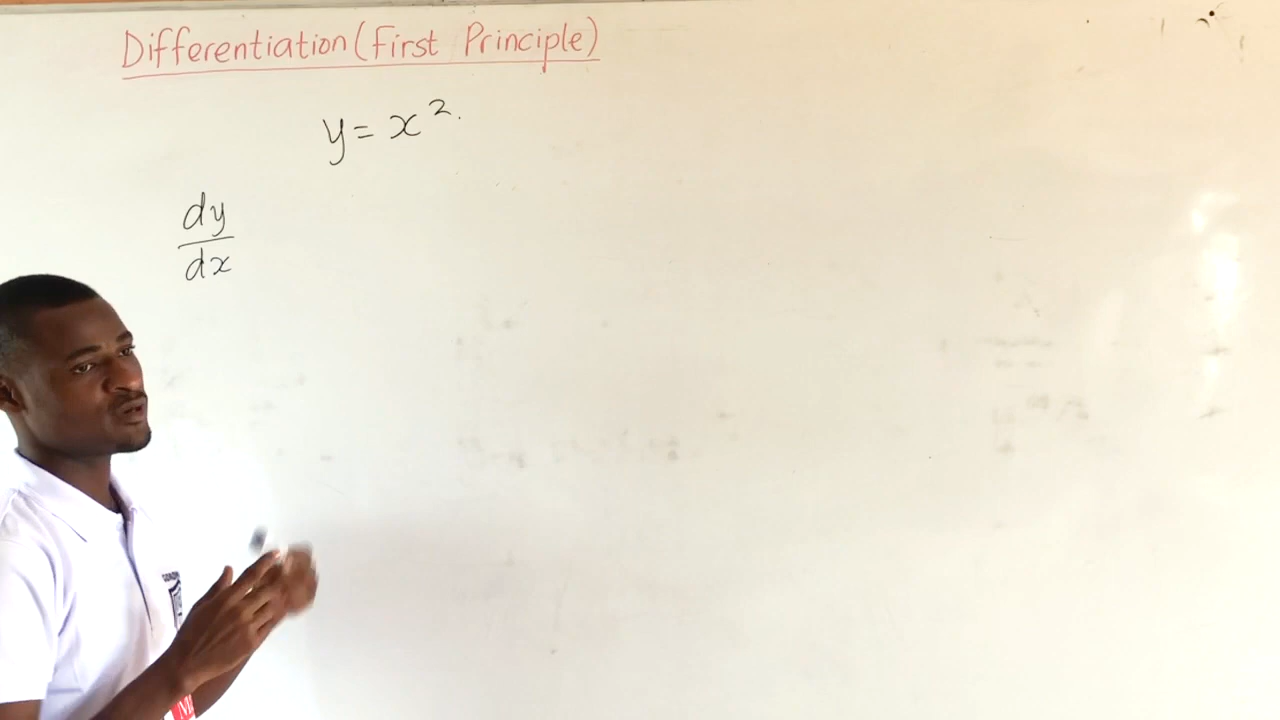 Differentiation (First Principle)
y = x².
dy
dx